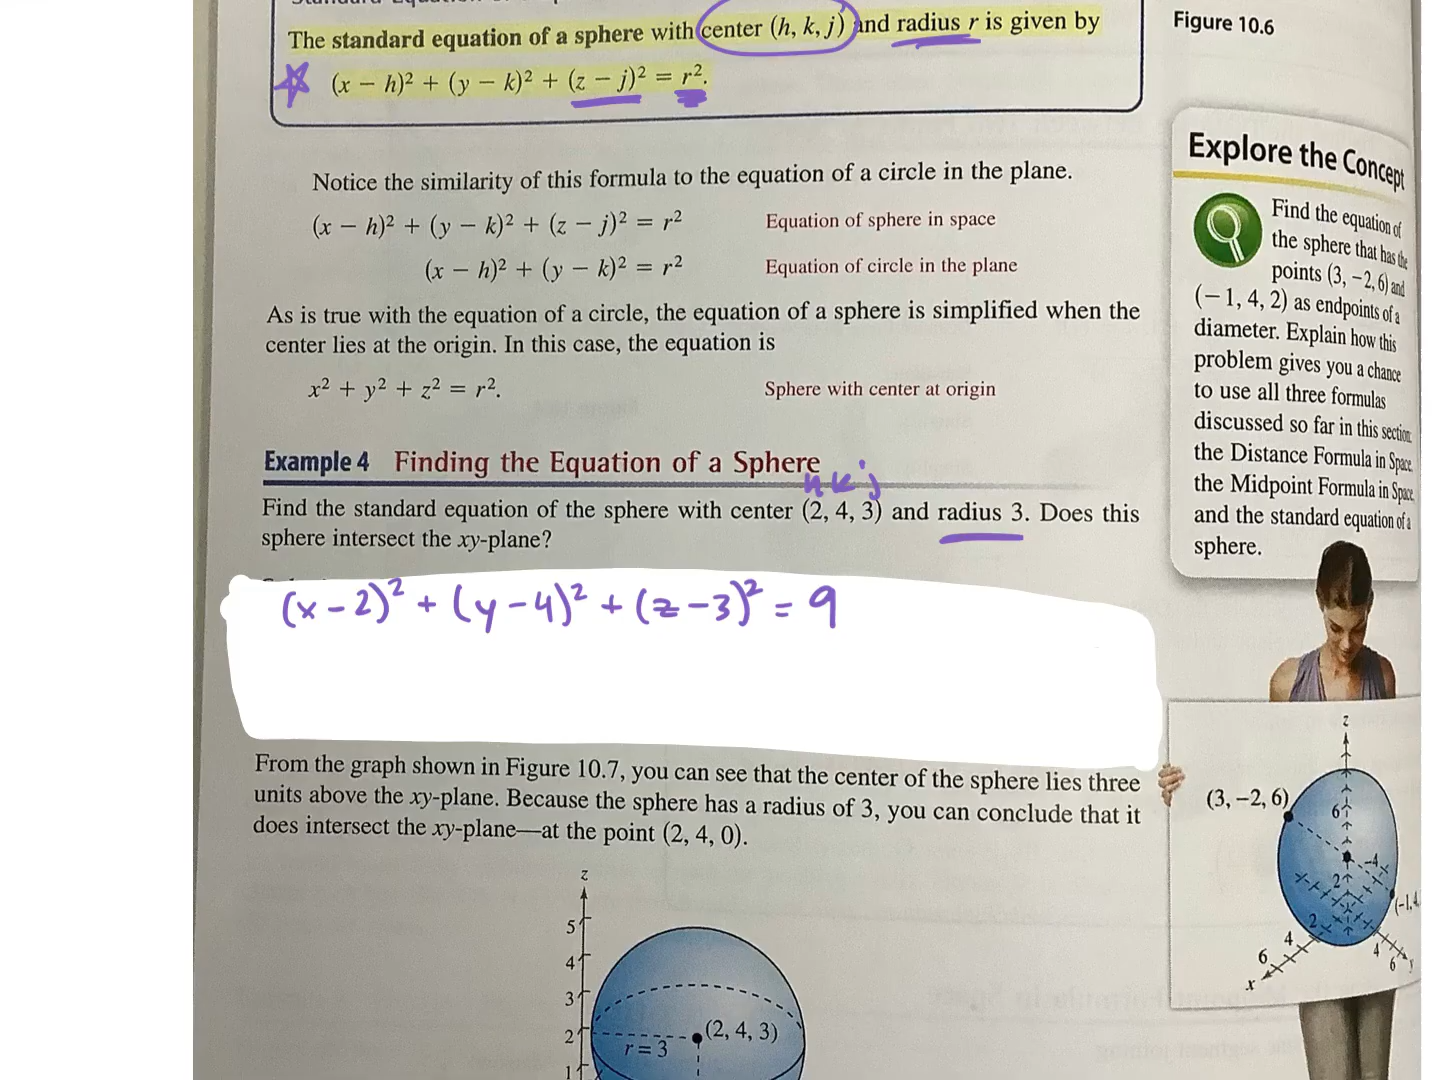 The standard equation of a sphere with center (h, k, j) and radius r is given by
(x − h)² + (y − k)² + (z − j)² = r².
Figure 10.6
Notice the similarity of this formula to the equation of a circle in the plane.
(x − h)² + (y − k)² + (z − j)² = r² Equation of sphere in space
(x − h)² + (y − k)² = r² Equation of circle in the plane
As is true with the equation of a circle, the equation of a sphere is simplified when the
center lies at the origin. In this case, the equation is
x² + y² + z² = r². Sphere with center at origin
Example 4 Finding the Equation of a Sphere
h k j
Find the standard equation of the sphere with center (2, 4, 3) and radius 3. Does this
sphere intersect the xy-plane?
(x − 2)² + (y − 4)² + (z − 3)² = 9
From the graph shown in Figure 10.7, you can see that the center of the sphere lies three
units above the xy-plane. Because the sphere has a radius of 3, you can conclude that it
does intersect the xy-plane—at the point (2, 4, 0).
z
5
4
3
2
1
(2, 4, 3)
r = 3
Explore the Concept
Find the equation of
the sphere that has the
points (3, −2, 6) and
(−1, 4, 2) as endpoints of a
diameter. Explain how this
problem gives you a chance
to use all three formulas
discussed so far in this section:
the Distance Formula in Space,
the Midpoint Formula in Space,
and the standard equation of a
sphere.
z
(3, −2, 6)
6
−4
2
(−1, 4
2
4
6
x
4
6
y